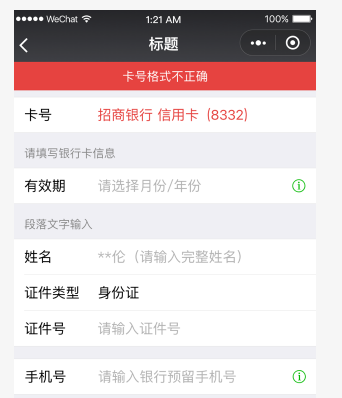 WeChat 1:21 AM 100%
标题
卡号格式不正确
卡号 招商银行 信用卡 (8332)
请填写银行卡信息
有效期 请选择月份/年份
段落文字输入
姓名 **伦（请输入完整姓名）
证件类型 身份证
证件号 请输入证件号
手机号 请输入银行预留手机号